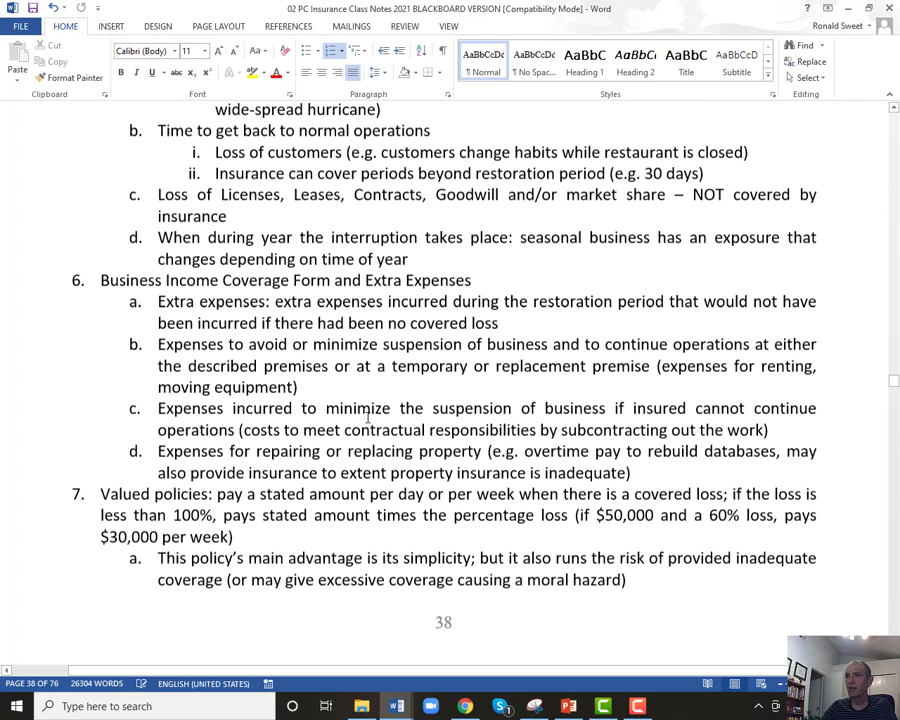 02 PC Insurance Class Notes 2021 BLACKBOARD VERSION [Compatibility Mode] - Word
FILE HOME INSERT DESIGN PAGE LAYOUT REFERENCES MAILINGS REVIEW VIEW Ronald Sweet
Cut
Copy
Format Painter
Paste
Calibri (Body) 11
B I U abc x₂ x²
AaBbCcDc AaBbCcDc AaBbC AaBbC AaBbC AaBbCcD
¶ Normal ¶ No Spac... Heading 1 Heading 2 Title Subtitle
Find
Replace
Select
Clipboard Font Paragraph Styles Editing
wide-spread hurricane)
b. Time to get back to normal operations
i. Loss of customers (e.g. customers change habits while restaurant is closed)
ii. Insurance can cover periods beyond restoration period (e.g. 30 days)
c. Loss of Licenses, Leases, Contracts, Goodwill and/or market share – NOT covered by
insurance
d. When during year the interruption takes place: seasonal business has an exposure that
changes depending on time of year
6. Business Income Coverage Form and Extra Expenses
a. Extra expenses: extra expenses incurred during the restoration period that would not have
been incurred if there had been no covered loss
b. Expenses to avoid or minimize suspension of business and to continue operations at either
the described premises or at a temporary or replacement premise (expenses for renting,
moving equipment)
c. Expenses incurred to minimize the suspension of business if insured cannot continue
operations (costs to meet contractual responsibilities by subcontracting out the work)
d. Expenses for repairing or replacing property (e.g. overtime pay to rebuild databases, may
also provide insurance to extent property insurance is inadequate)
7. Valued policies: pay a stated amount per day or per week when there is a covered loss; if the loss is
less than 100%, pays stated amount times the percentage loss (if $50,000 and a 60% loss, pays
$30,000 per week)
a. This policy's main advantage is its simplicity; but it also runs the risk of provided inadequate
coverage (or may give excessive coverage causing a moral hazard)
38
PAGE 38 OF 76 26304 WORDS ENGLISH (UNITED STATES)
Type here to search